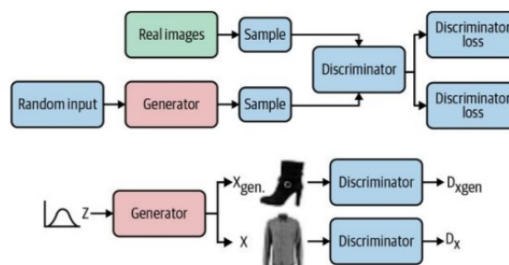 Real images
Sample
Discriminator
loss
Discriminator
Random input
Generator
Sample
Discriminator
loss
Z
Generator
Xgen.
Discriminator
Dxgen
X
Discriminator
Dx